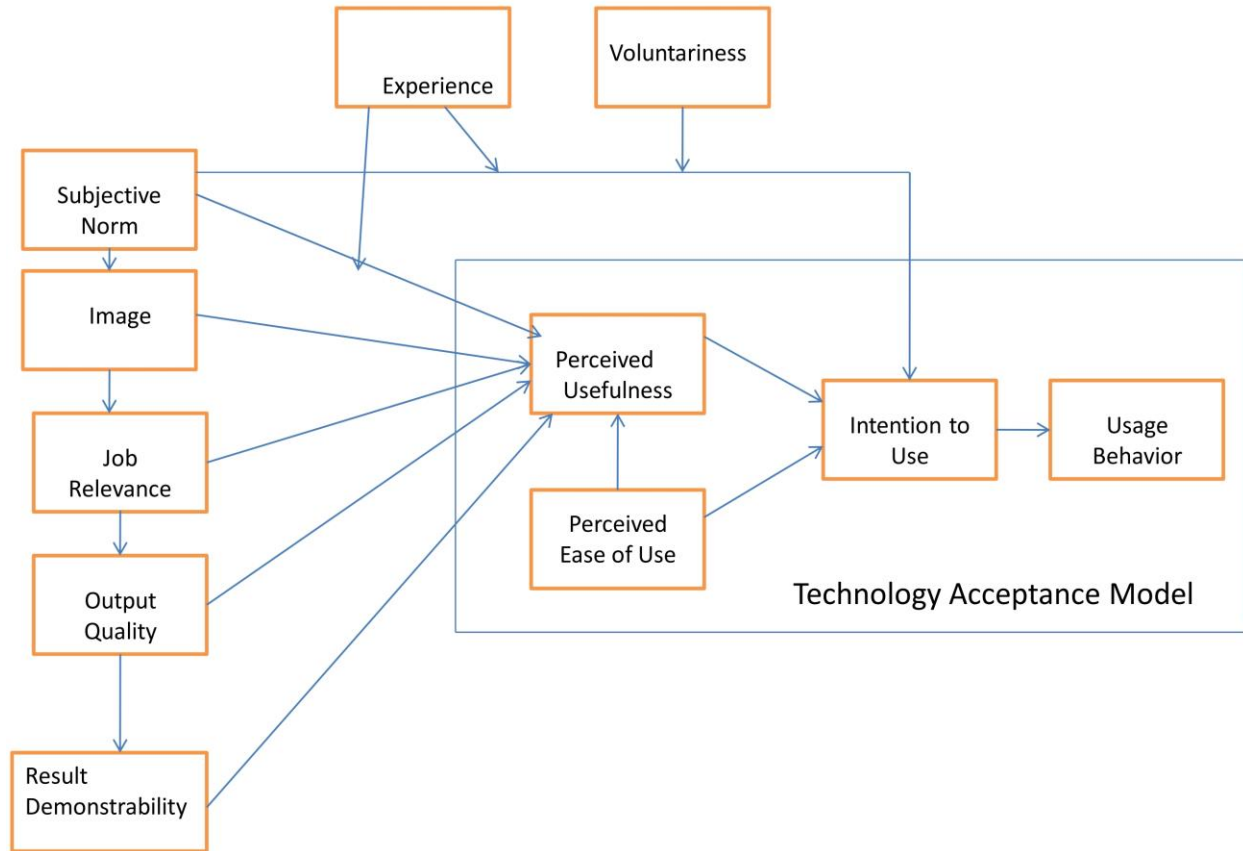 Experience
Voluntariness
Subjective
Norm
Image
Job
Relevance
Output
Quality
Result
Demonstrability
Perceived
Usefulness
Perceived
Ease of Use
Intention to
Use
Usage
Behavior
Technology Acceptance Model